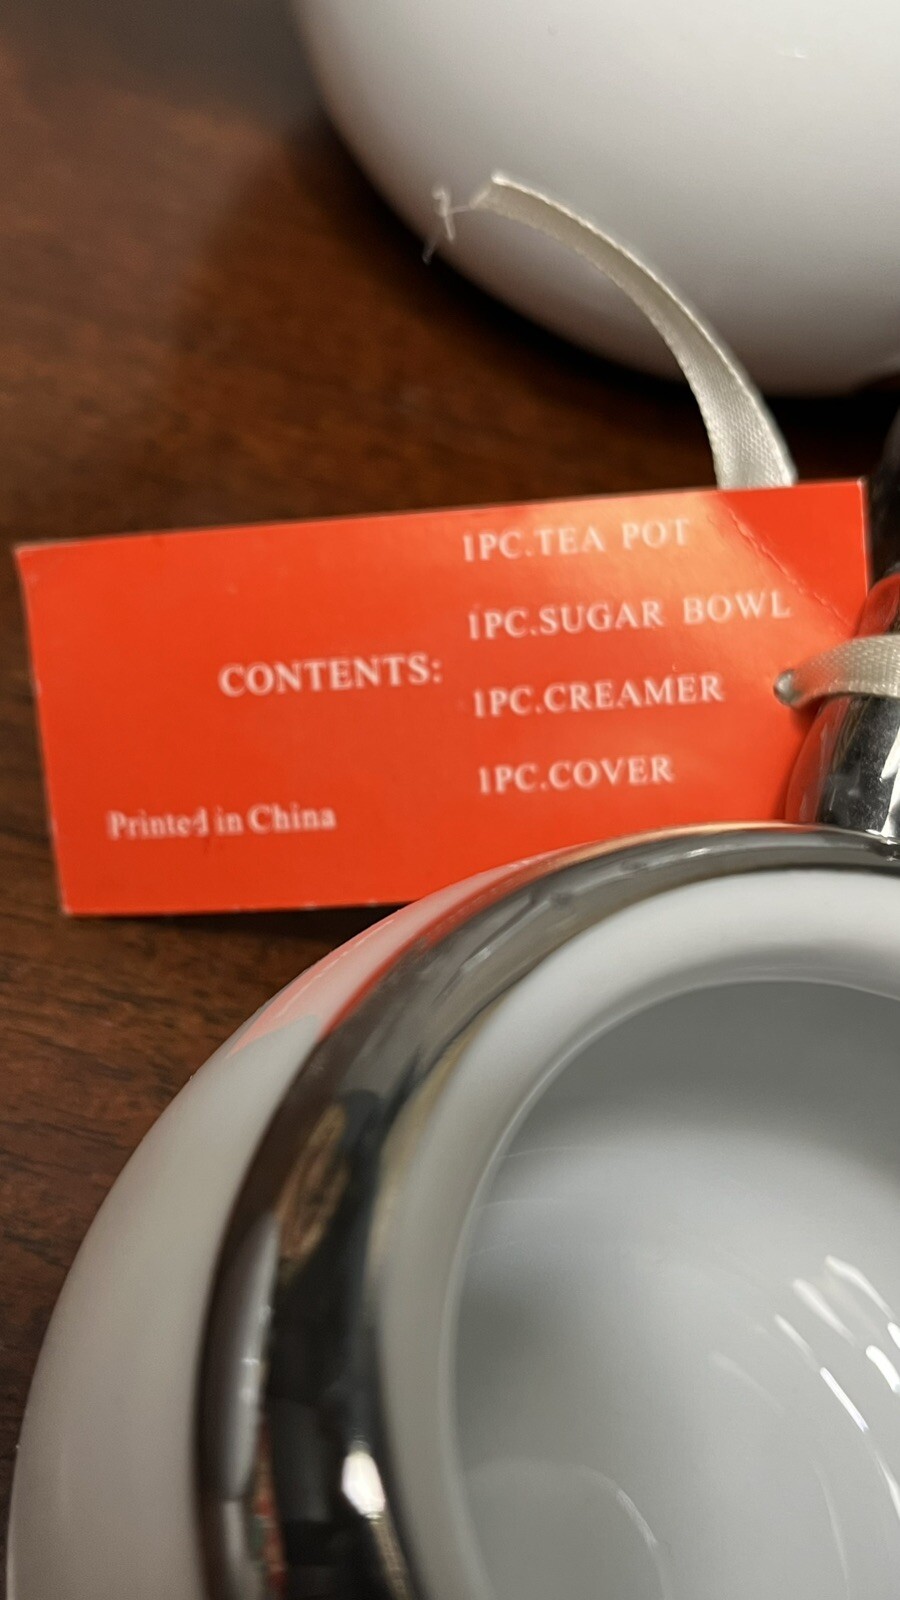 1PC.TEA POT
1PC.SUGAR BOWL
CONTENTS:
1PC.CREAMER
1PC.COVER
Printed in China